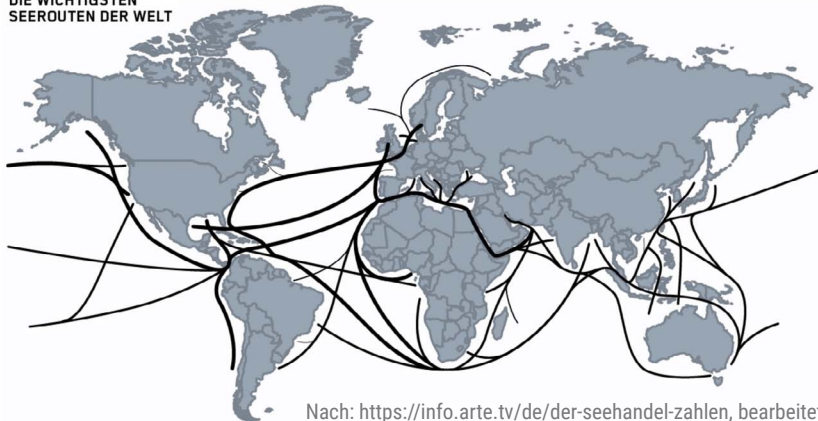 DIE WICHTIGSTEN
SEEROUTEN DER WELT
Nach: https://info.arte.tv/de/der-seehandel-zahlen, bearbeitet